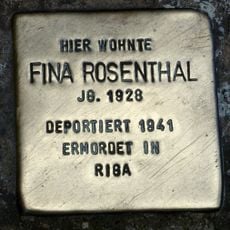 HIER WOHNTE
FINA ROSENTHAL
JG. 1928
DEPORTIERT 1941
ERMORDET IN
RIGA